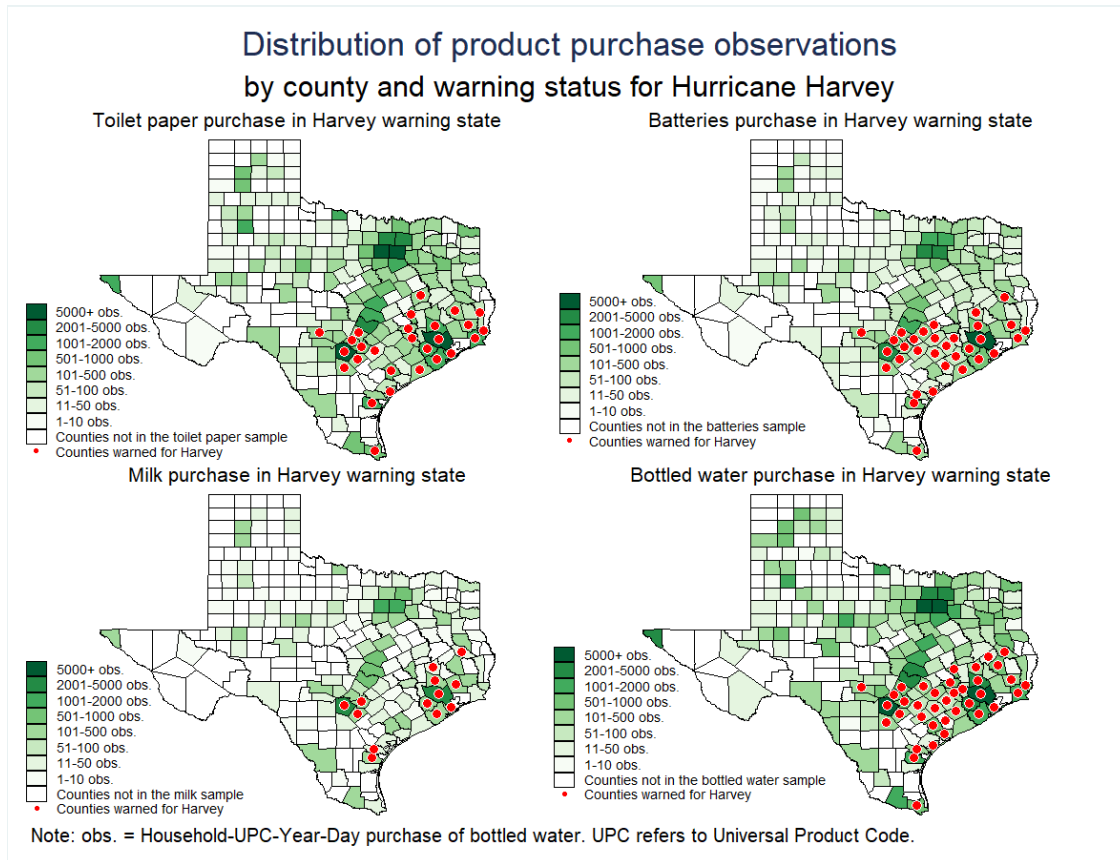 Distribution of product purchase observations
by county and warning status for Hurricane Harvey
Toilet paper purchase in Harvey warning state
5000+ obs.
2001-5000 obs.
1001-2000 obs.
501-1000 obs.
101-500 obs.
51-100 obs.
11-50 obs.
1-10 obs.
Counties not in the toilet paper sample
Counties warned for Harvey
Batteries purchase in Harvey warning state
5000+ obs.
2001-5000 obs.
1001-2000 obs.
501-1000 obs.
101-500 obs.
51-100 obs.
11-50 obs.
1-10 obs.
Counties not in the batteries sample
Counties warned for Harvey
Milk purchase in Harvey warning state
5000+ obs.
2001-5000 obs.
1001-2000 obs.
501-1000 obs.
101-500 obs.
51-100 obs.
11-50 obs.
1-10 obs.
Counties not in the milk sample
Counties warned for Harvey
Bottled water purchase in Harvey warning state
5000+ obs.
2001-5000 obs.
1001-2000 obs.
501-1000 obs.
101-500 obs.
51-100 obs.
11-50 obs.
1-10 obs.
Counties not in the bottled water sample
Counties warned for Harvey
Note: obs. = Household-UPC-Year-Day purchase of bottled water. UPC refers to Universal Product Code.